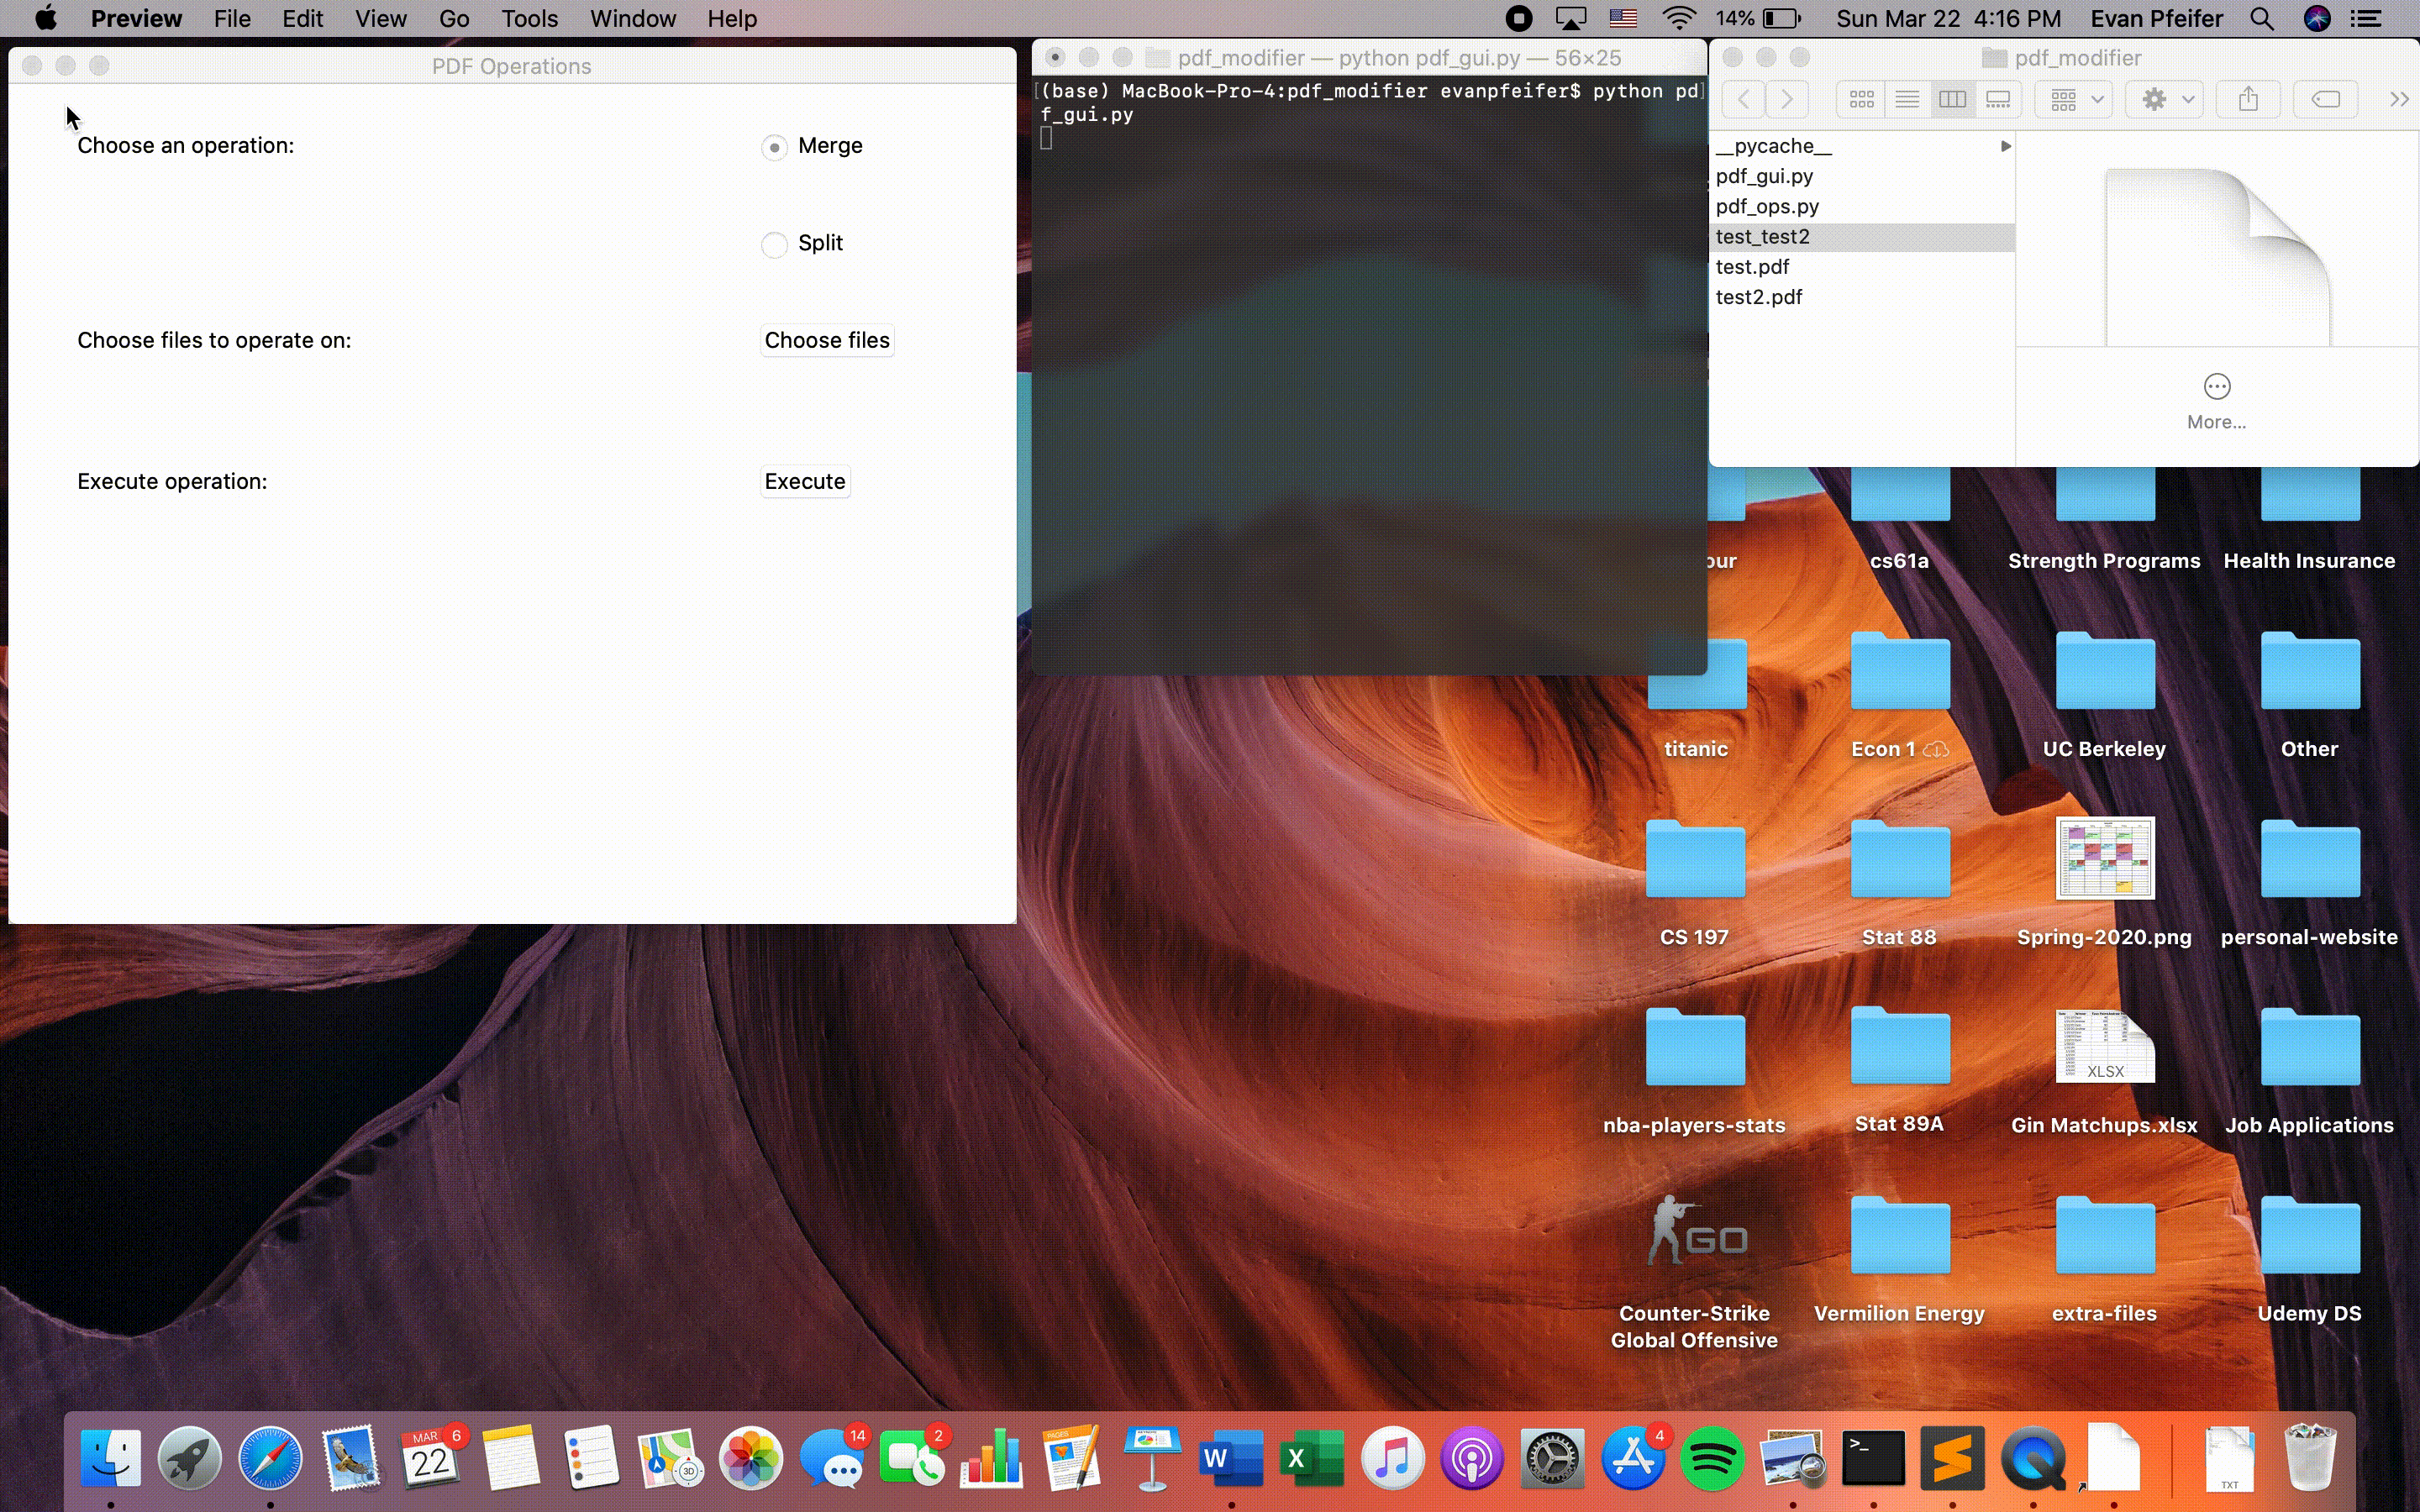 Preview File Edit View Go Tools Window Help 14% Sun Mar 22 4:16 PM Evan Pfeifer
PDF Operations
Choose an operation:
Merge
Split
Choose files to operate on:
Choose files
Execute operation:
Execute
pdf_modifier — python pdf_gui.py — 56×25
[(base) MacBook-Pro-4:pdf_modifier evanpfeifer$ python pd]
f_gui.py
pdf_modifier
__pycache__
pdf_gui.py
pdf_ops.py
test_test2
test.pdf
test2.pdf
More...
our
cs61a
Strength Programs
Health Insurance
titanic
Econ 1
UC Berkeley
Other
CS 197
Stat 88
Spring-2020.png
personal-website
XLSX
nba-players-stats
Stat 89A
Gin Matchups.xlsx
Job Applications
GO
Counter-Strike
Global Offensive
Vermilion Energy
extra-files
Udemy DS
MAR
22
6
3D
14
2
PAGES
W
X
4
>_
TXT